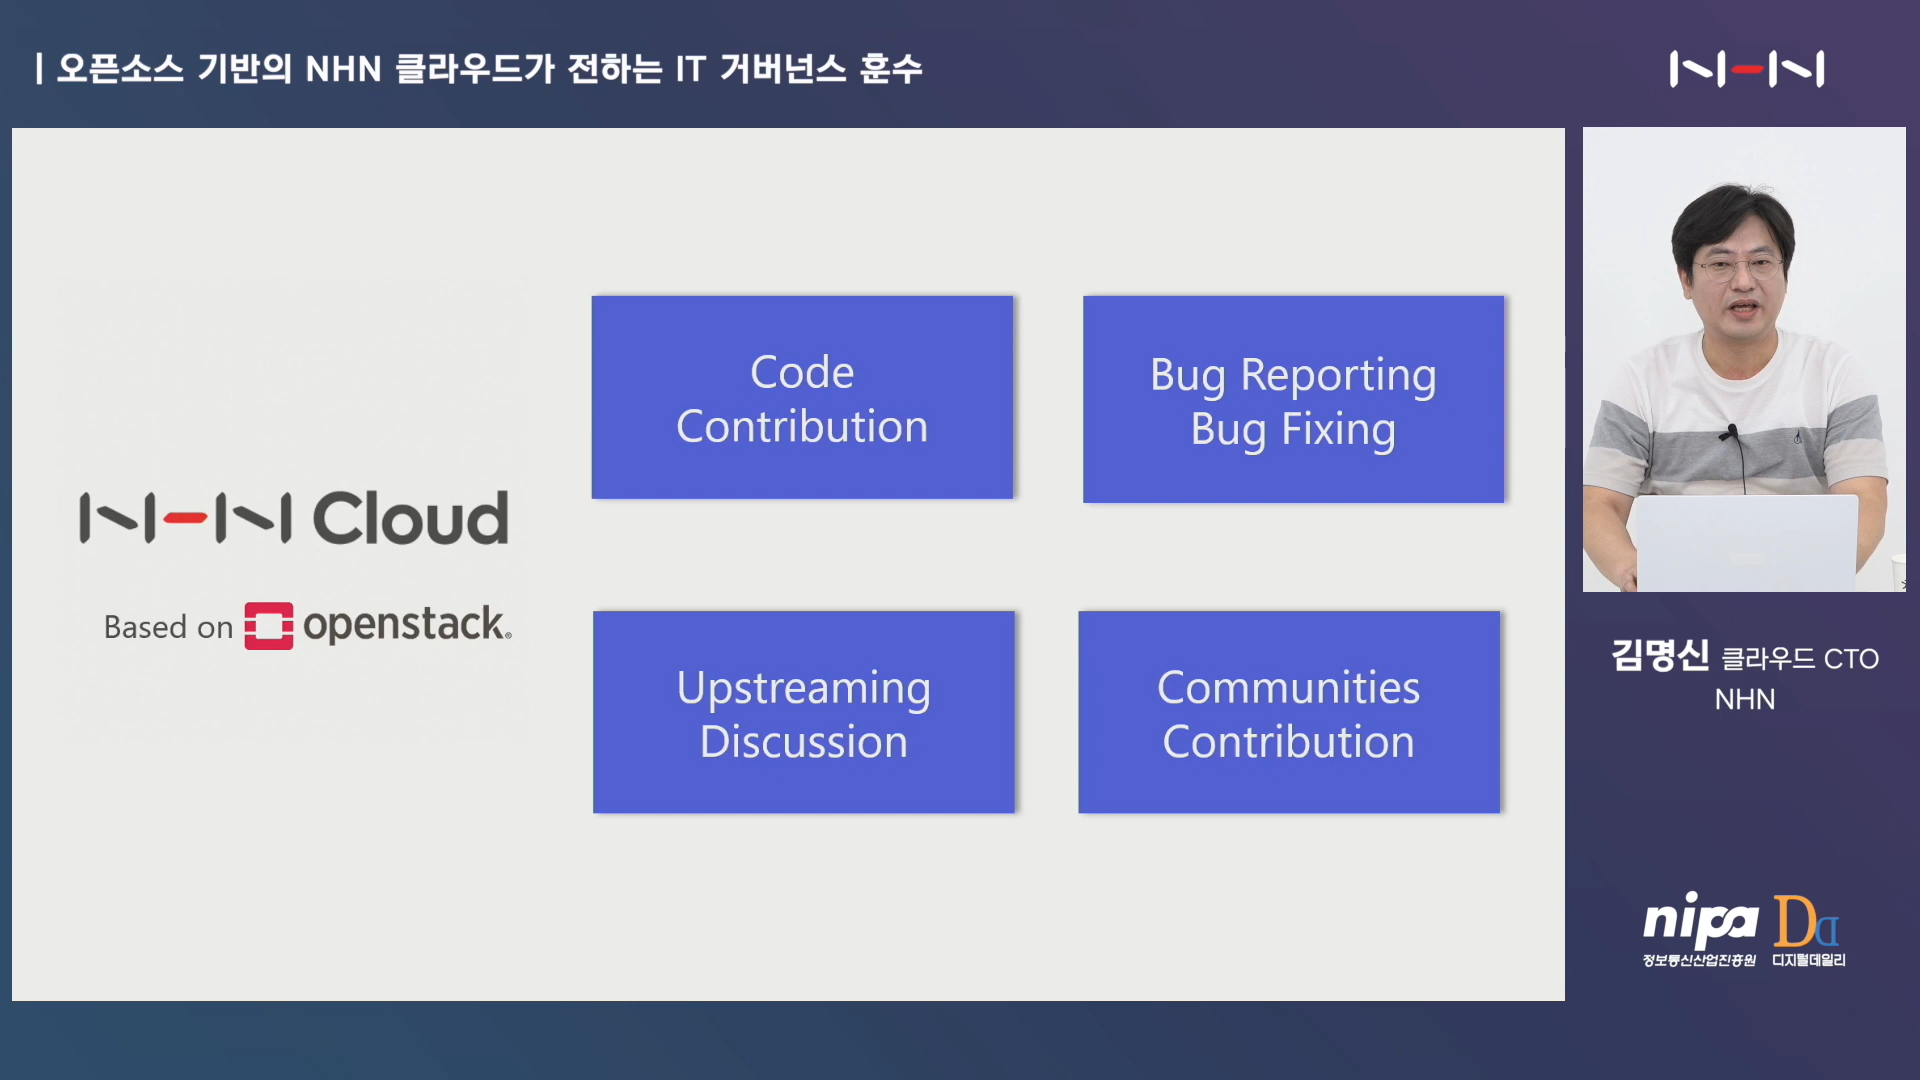 | 오픈소스 기반의 NHN 클라우드가 전하는 IT 거버넌스 훈수
NHN
NHN Cloud
Based on openstack®
Code
Contribution
Bug Reporting
Bug Fixing
Upstreaming
Discussion
Communities
Contribution
김명신 클라우드 CTO
NHN
nipa
정보통신산업진흥원
DD
디지털데일리